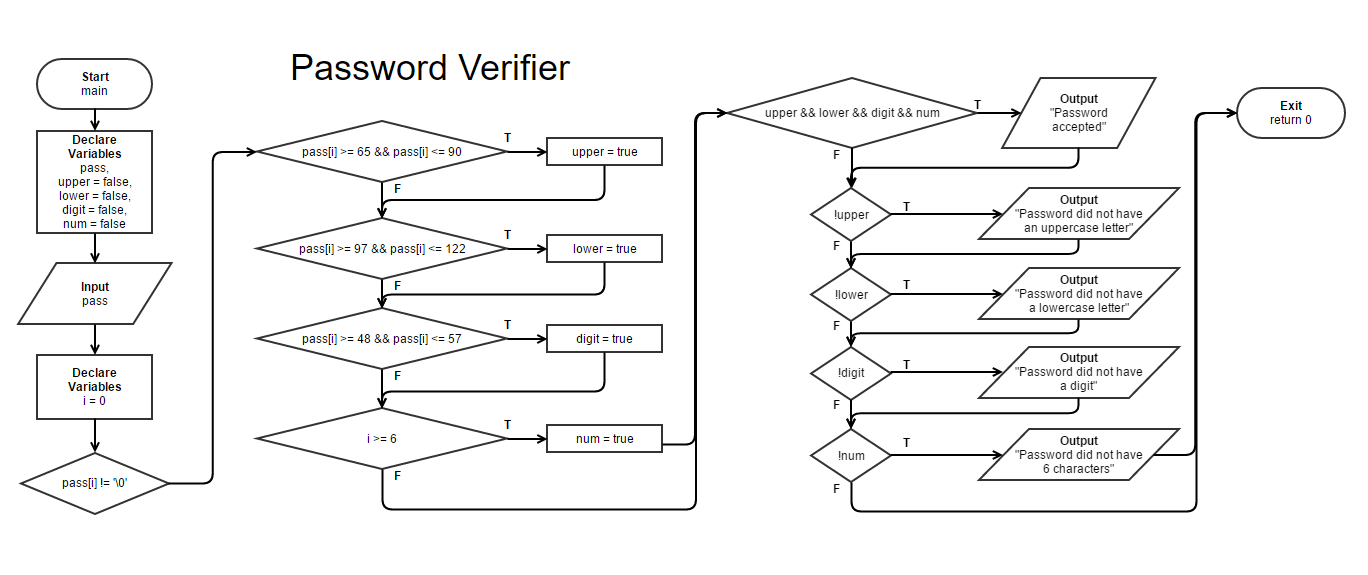 Password Verifier
Start
main
Declare
Variables
pass,
upper = false,
lower = false,
digit = false,
num = false
Input
pass
Declare
Variables
i = 0
pass[i] != '\0'
pass[i] >= 65 && pass[i] <= 90
T
upper = true
F
pass[i] >= 97 && pass[i] <= 122
T
lower = true
F
pass[i] >= 48 && pass[i] <= 57
T
digit = true
F
i >= 6
T
num = true
F
upper && lower && digit && num
T
Output
"Password
accepted"
F
!upper
T
Output
"Password did not have
an uppercase letter"
F
!lower
T
Output
"Password did not have
a lowercase letter"
F
!digit
T
Output
"Password did not have
a digit"
F
!num
T
Output
"Password did not have
6 characters"
F
Exit
return 0